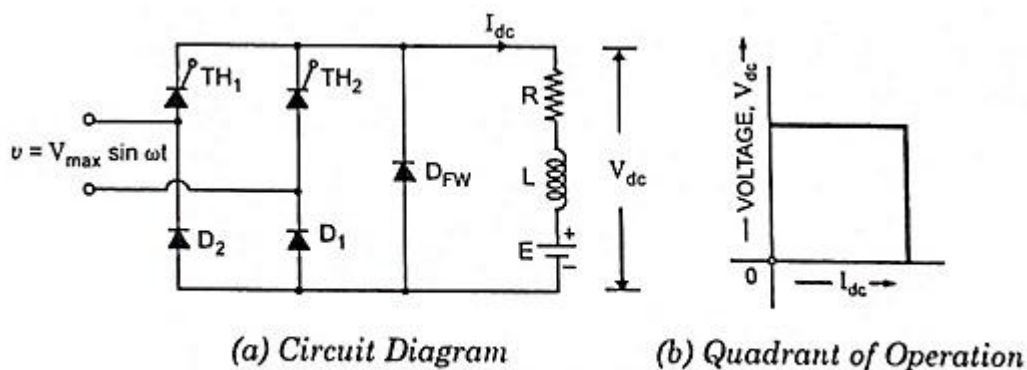 I_dc
TH₁
TH₂
R
υ = V_max sin ωt
D_FW
L
V_dc
D₂
D₁
E
+
−
(a) Circuit Diagram
VOLTAGE, V_dc
0
I_dc
(b) Quadrant of Operation